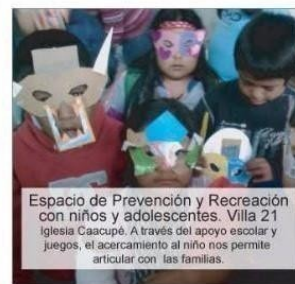 Espacio de Prevención y Recreación
con niños y adolescentes. Villa 21
Iglesia Caacupé. A través del apoyo escolar y
juegos, el acercamiento al niño nos permite
articular con las familias.